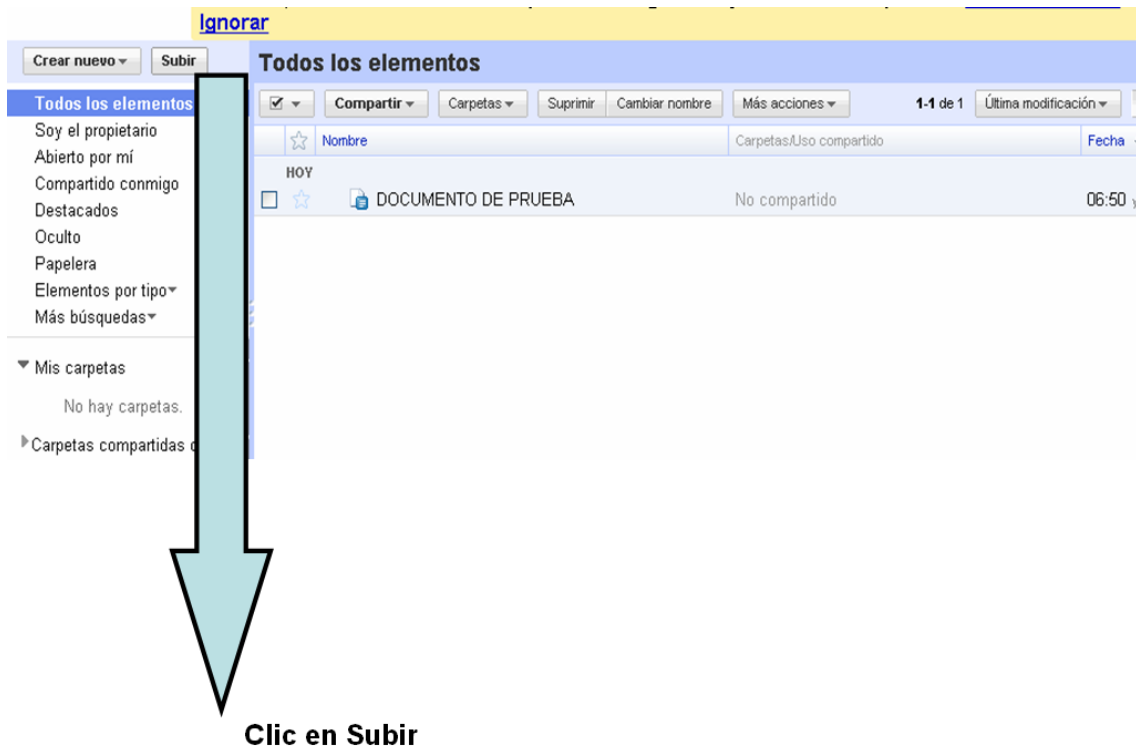 Ignorar
Crear nuevo Subir
Todos los elementos
Todos los elementos
Compartir Carpetas Suprimir Cambiar nombre Más acciones 1-1 de 1 Última modificación
Soy el propietario
Nombre Carpetas/Uso compartido Fecha
Abierto por mí
HOY
Compartido conmigo
DOCUMENTO DE PRUEBA No compartido 06:50
Destacados
Oculto
Papelera
Elementos por tipo
Más búsquedas
Mis carpetas
No hay carpetas.
Carpetas compartidas
Clic en Subir